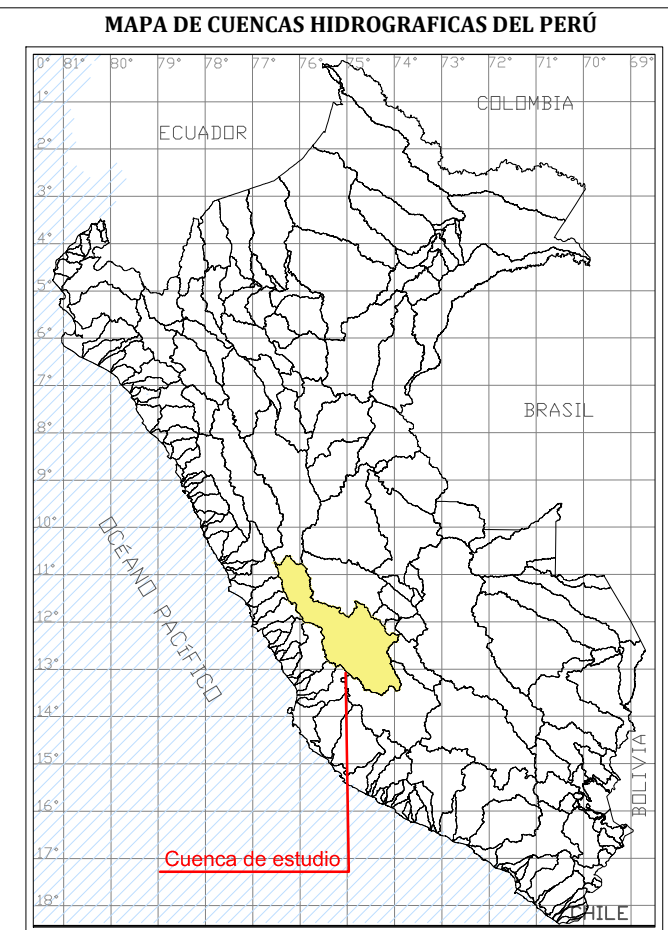 MAPA DE CUENCAS HIDROGRAFICAS DEL PERÚ
0° 81° 80° 79° 78° 77° 76° 75° 74° 73° 72° 71° 70° 69°
1°
COLOMBIA
ECUADOR
2°
3°
4°
5°
6°
7°
BRASIL
8°
9°
10°
OCÉANO PACíFICO
11°
12°
13°
14°
15°
BOLIVIA
16°
17°
Cuenca de estudio
18°
CHILE